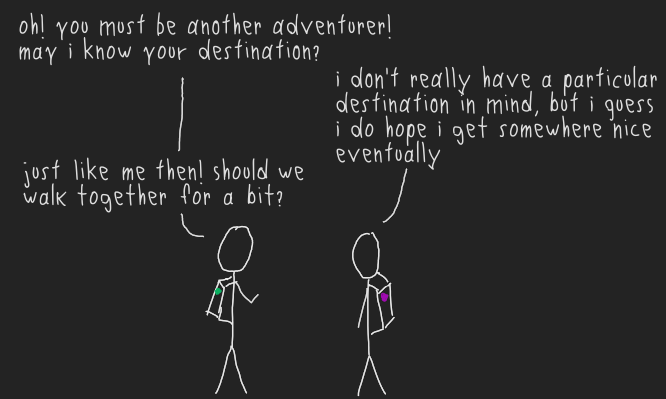 oh! you must be another adventurer!
may i know your destination?
i don't really have a particular
destination in mind, but i guess
i do hope i get somewhere nice
eventually
just like me then! should we
walk together for a bit?